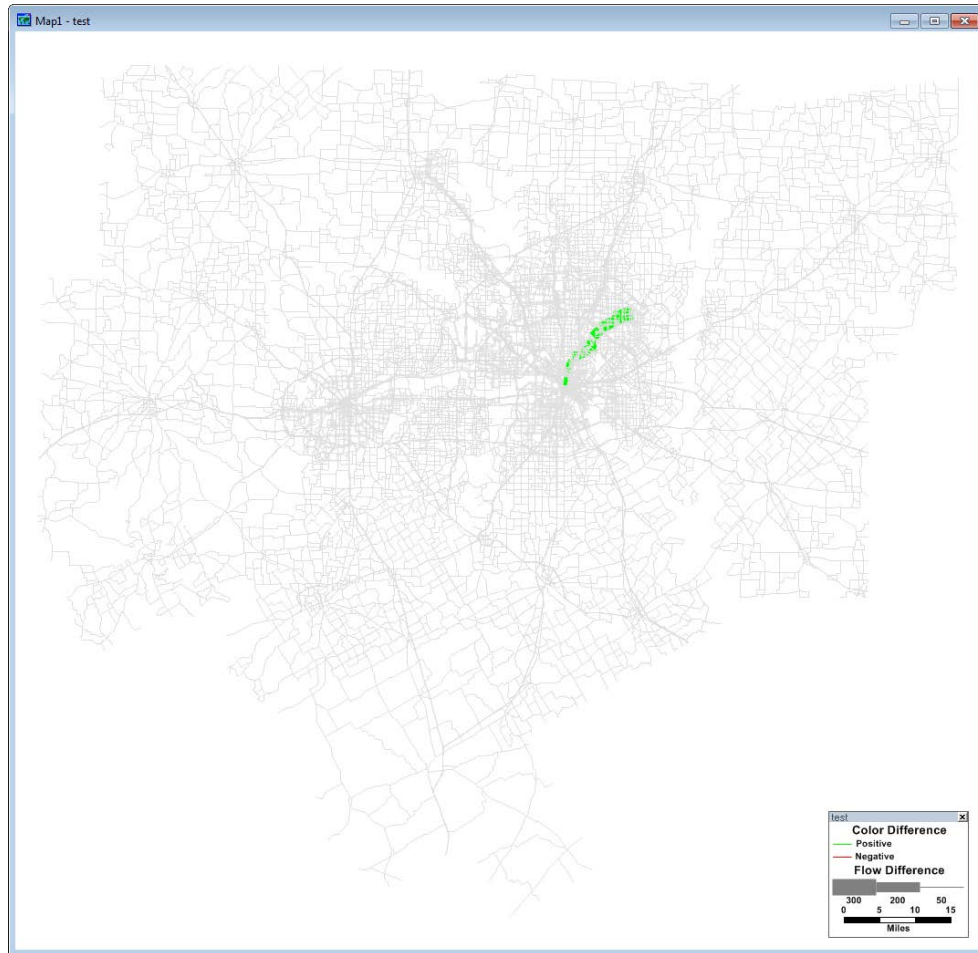 Map1 - test
test
Color Difference
Positive
Negative
Flow Difference
300 200 50
0 5 10 15
Miles